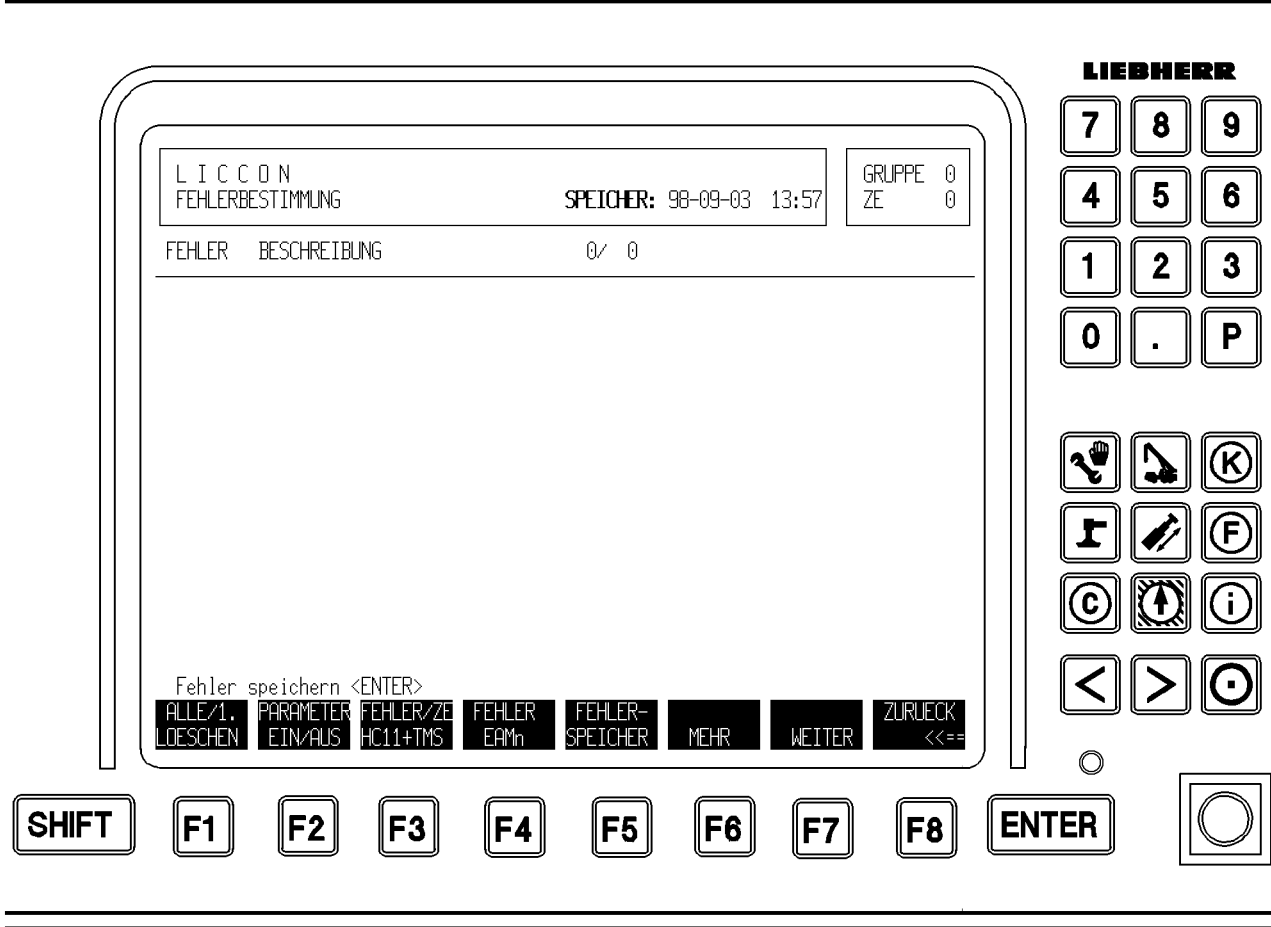 LIEBHERR
L I C C O N
FEHLERBESTIMMUNG SPEICHER: 98-09-03 13:57
GRUPPE 0
ZE 0
FEHLER BESCHREIBUNG 0/ 0
7 8 9
4 5 6
1 2 3
0 . P
K
F
C i
< >
Fehler speichern <ENTER>
ALLE/1. PARAMETER FEHLER/ZE FEHLER FEHLER- ZURUECK
LOESCHEN EIN/AUS HC11+TMS EAMn SPEICHER MEHR WEITER <<==
SHIFT F1 F2 F3 F4 F5 F6 F7 F8 ENTER